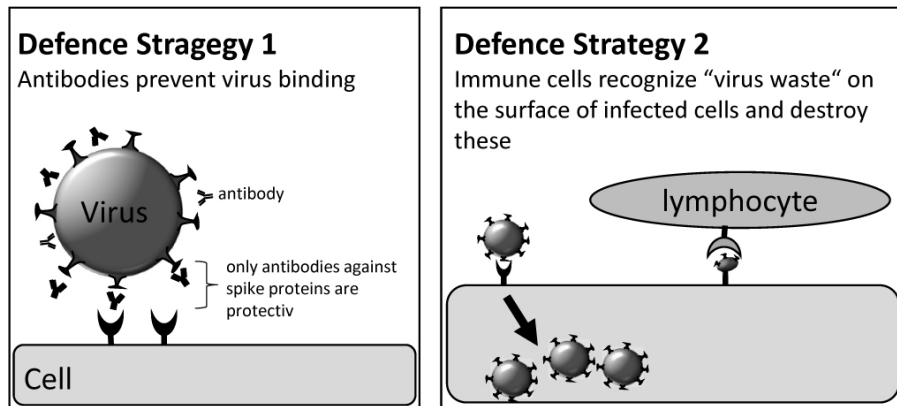 Defence Stragegy 1
Antibodies prevent virus binding
antibody
Virus
only antibodies against
spike proteins are
protectiv
Cell
Defence Strategy 2
Immune cells recognize “virus waste“ on
the surface of infected cells and destroy
these
lymphocyte